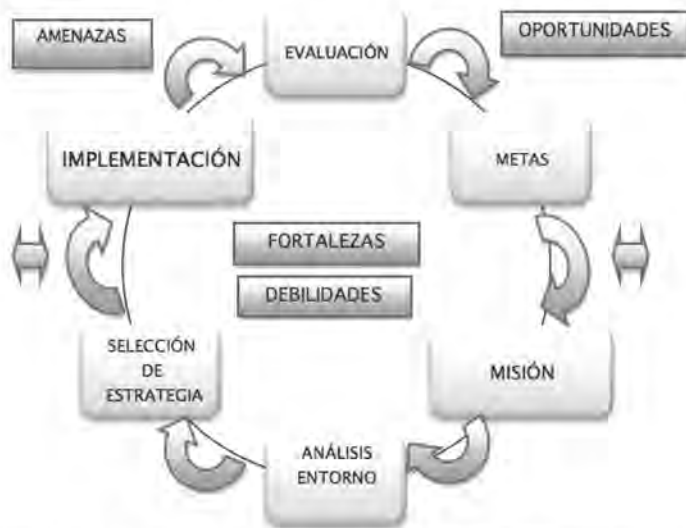 AMENAZAS
EVALUACIÓN
OPORTUNIDADES
IMPLEMENTACIÓN
METAS
FORTALEZAS
DEBILIDADES
SELECCIÓN
DE
ESTRATEGIA
MISIÓN
ANÁLISIS
ENTORNO